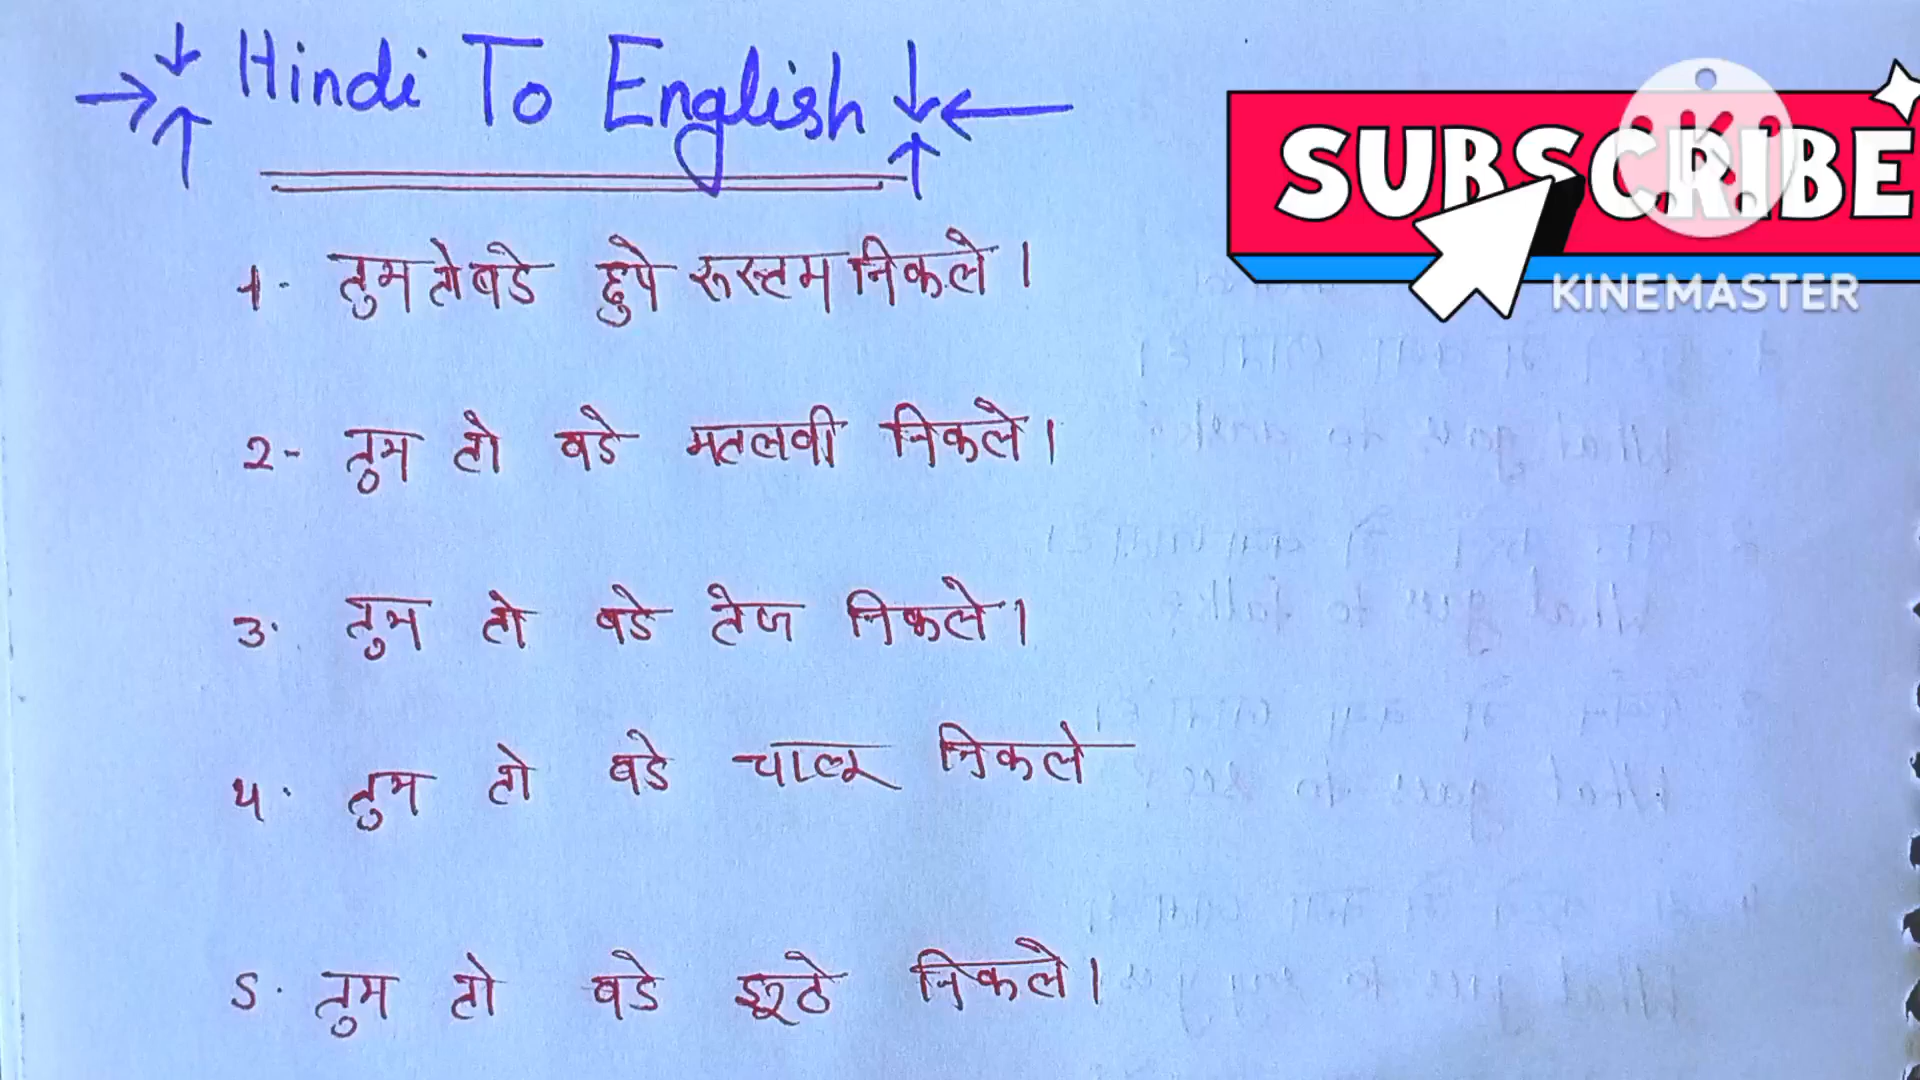 Hindi To English
SUBSCRIBE
KINEMASTER
1- तुम तो बडे छुपे रूस्तम निकले।
2- तुम तो बडे मतलबी निकले।
3. तुम तो बडे तेज निकले।
4. तुम तो बडे चालू निकले
5. तुम तो बडे झूठे निकले।